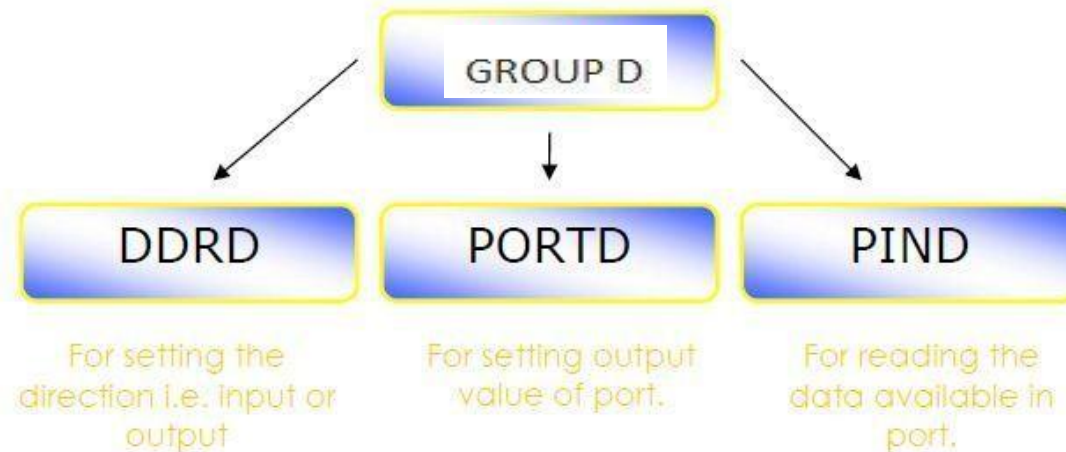 GROUP D
DDRD
PORTD
PIND
For setting the
direction i.e. input or
output
For setting output
value of port.
For reading the
data available in
port.